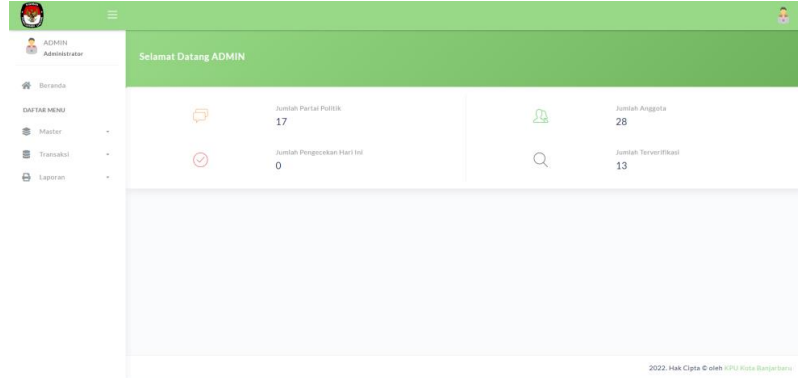 ADMIN
Administrator
Beranda
DAFTAR MENU
Master
Transaksi
Laporan
Selamat Datang ADMIN
Jumlah Partai Politik
17
Jumlah Anggota
28
Jumlah Pengecekan Hari Ini
0
Jumlah Terverifikasi
13
2022. Hak Cipta © oleh KPU Kota Banjarbaru